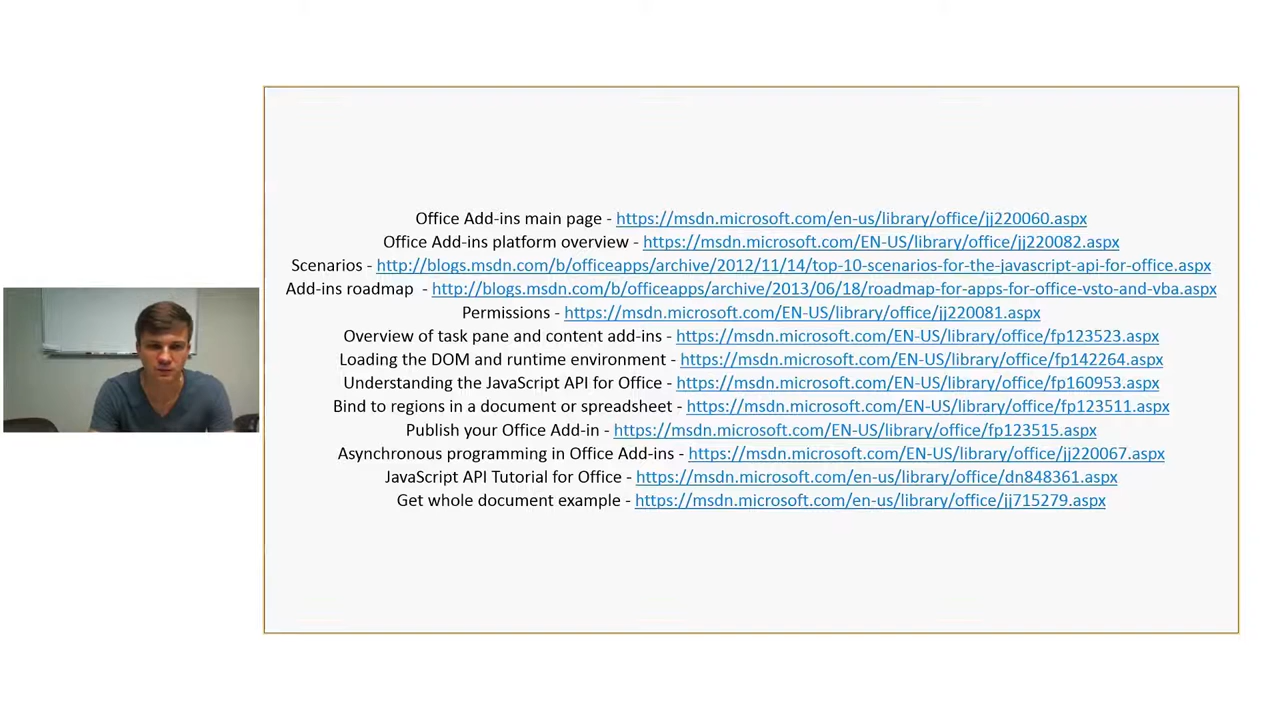 Office Add-ins main page - https://msdn.microsoft.com/en-us/library/office/jj220060.aspx
Office Add-ins platform overview - https://msdn.microsoft.com/EN-US/library/office/jj220082.aspx
Scenarios - http://blogs.msdn.com/b/officeapps/archive/2012/11/14/top-10-scenarios-for-the-javascript-api-for-office.aspx
Add-ins roadmap - http://blogs.msdn.com/b/officeapps/archive/2013/06/18/roadmap-for-apps-for-office-vsto-and-vba.aspx
Permissions - https://msdn.microsoft.com/EN-US/library/office/jj220081.aspx
Overview of task pane and content add-ins - https://msdn.microsoft.com/EN-US/library/office/fp123523.aspx
Loading the DOM and runtime environment - https://msdn.microsoft.com/EN-US/library/office/fp142264.aspx
Understanding the JavaScript API for Office - https://msdn.microsoft.com/EN-US/library/office/fp160953.aspx
Bind to regions in a document or spreadsheet - https://msdn.microsoft.com/EN-US/library/office/fp123511.aspx
Publish your Office Add-in - https://msdn.microsoft.com/EN-US/library/office/fp123515.aspx
Asynchronous programming in Office Add-ins - https://msdn.microsoft.com/EN-US/library/office/jj220067.aspx
JavaScript API Tutorial for Office - https://msdn.microsoft.com/en-us/library/office/dn848361.aspx
Get whole document example - https://msdn.microsoft.com/en-us/library/office/jj715279.aspx